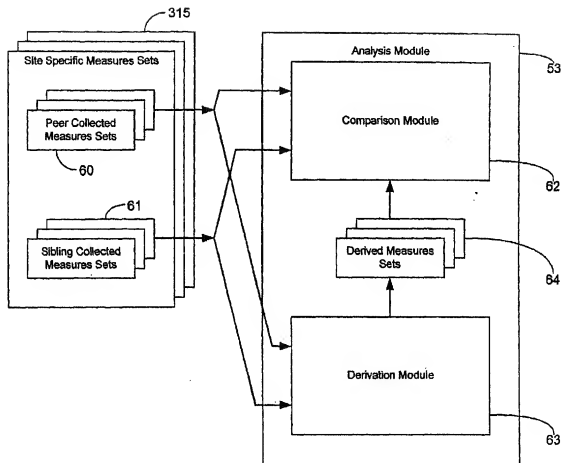 315
Site Specific Measures Sets
Peer Collected
Measures Sets
60
61
Sibling Collected
Measures Sets
Analysis Module
53
Comparison Module
62
Derived Measures
Sets
64
Derivation Module
63